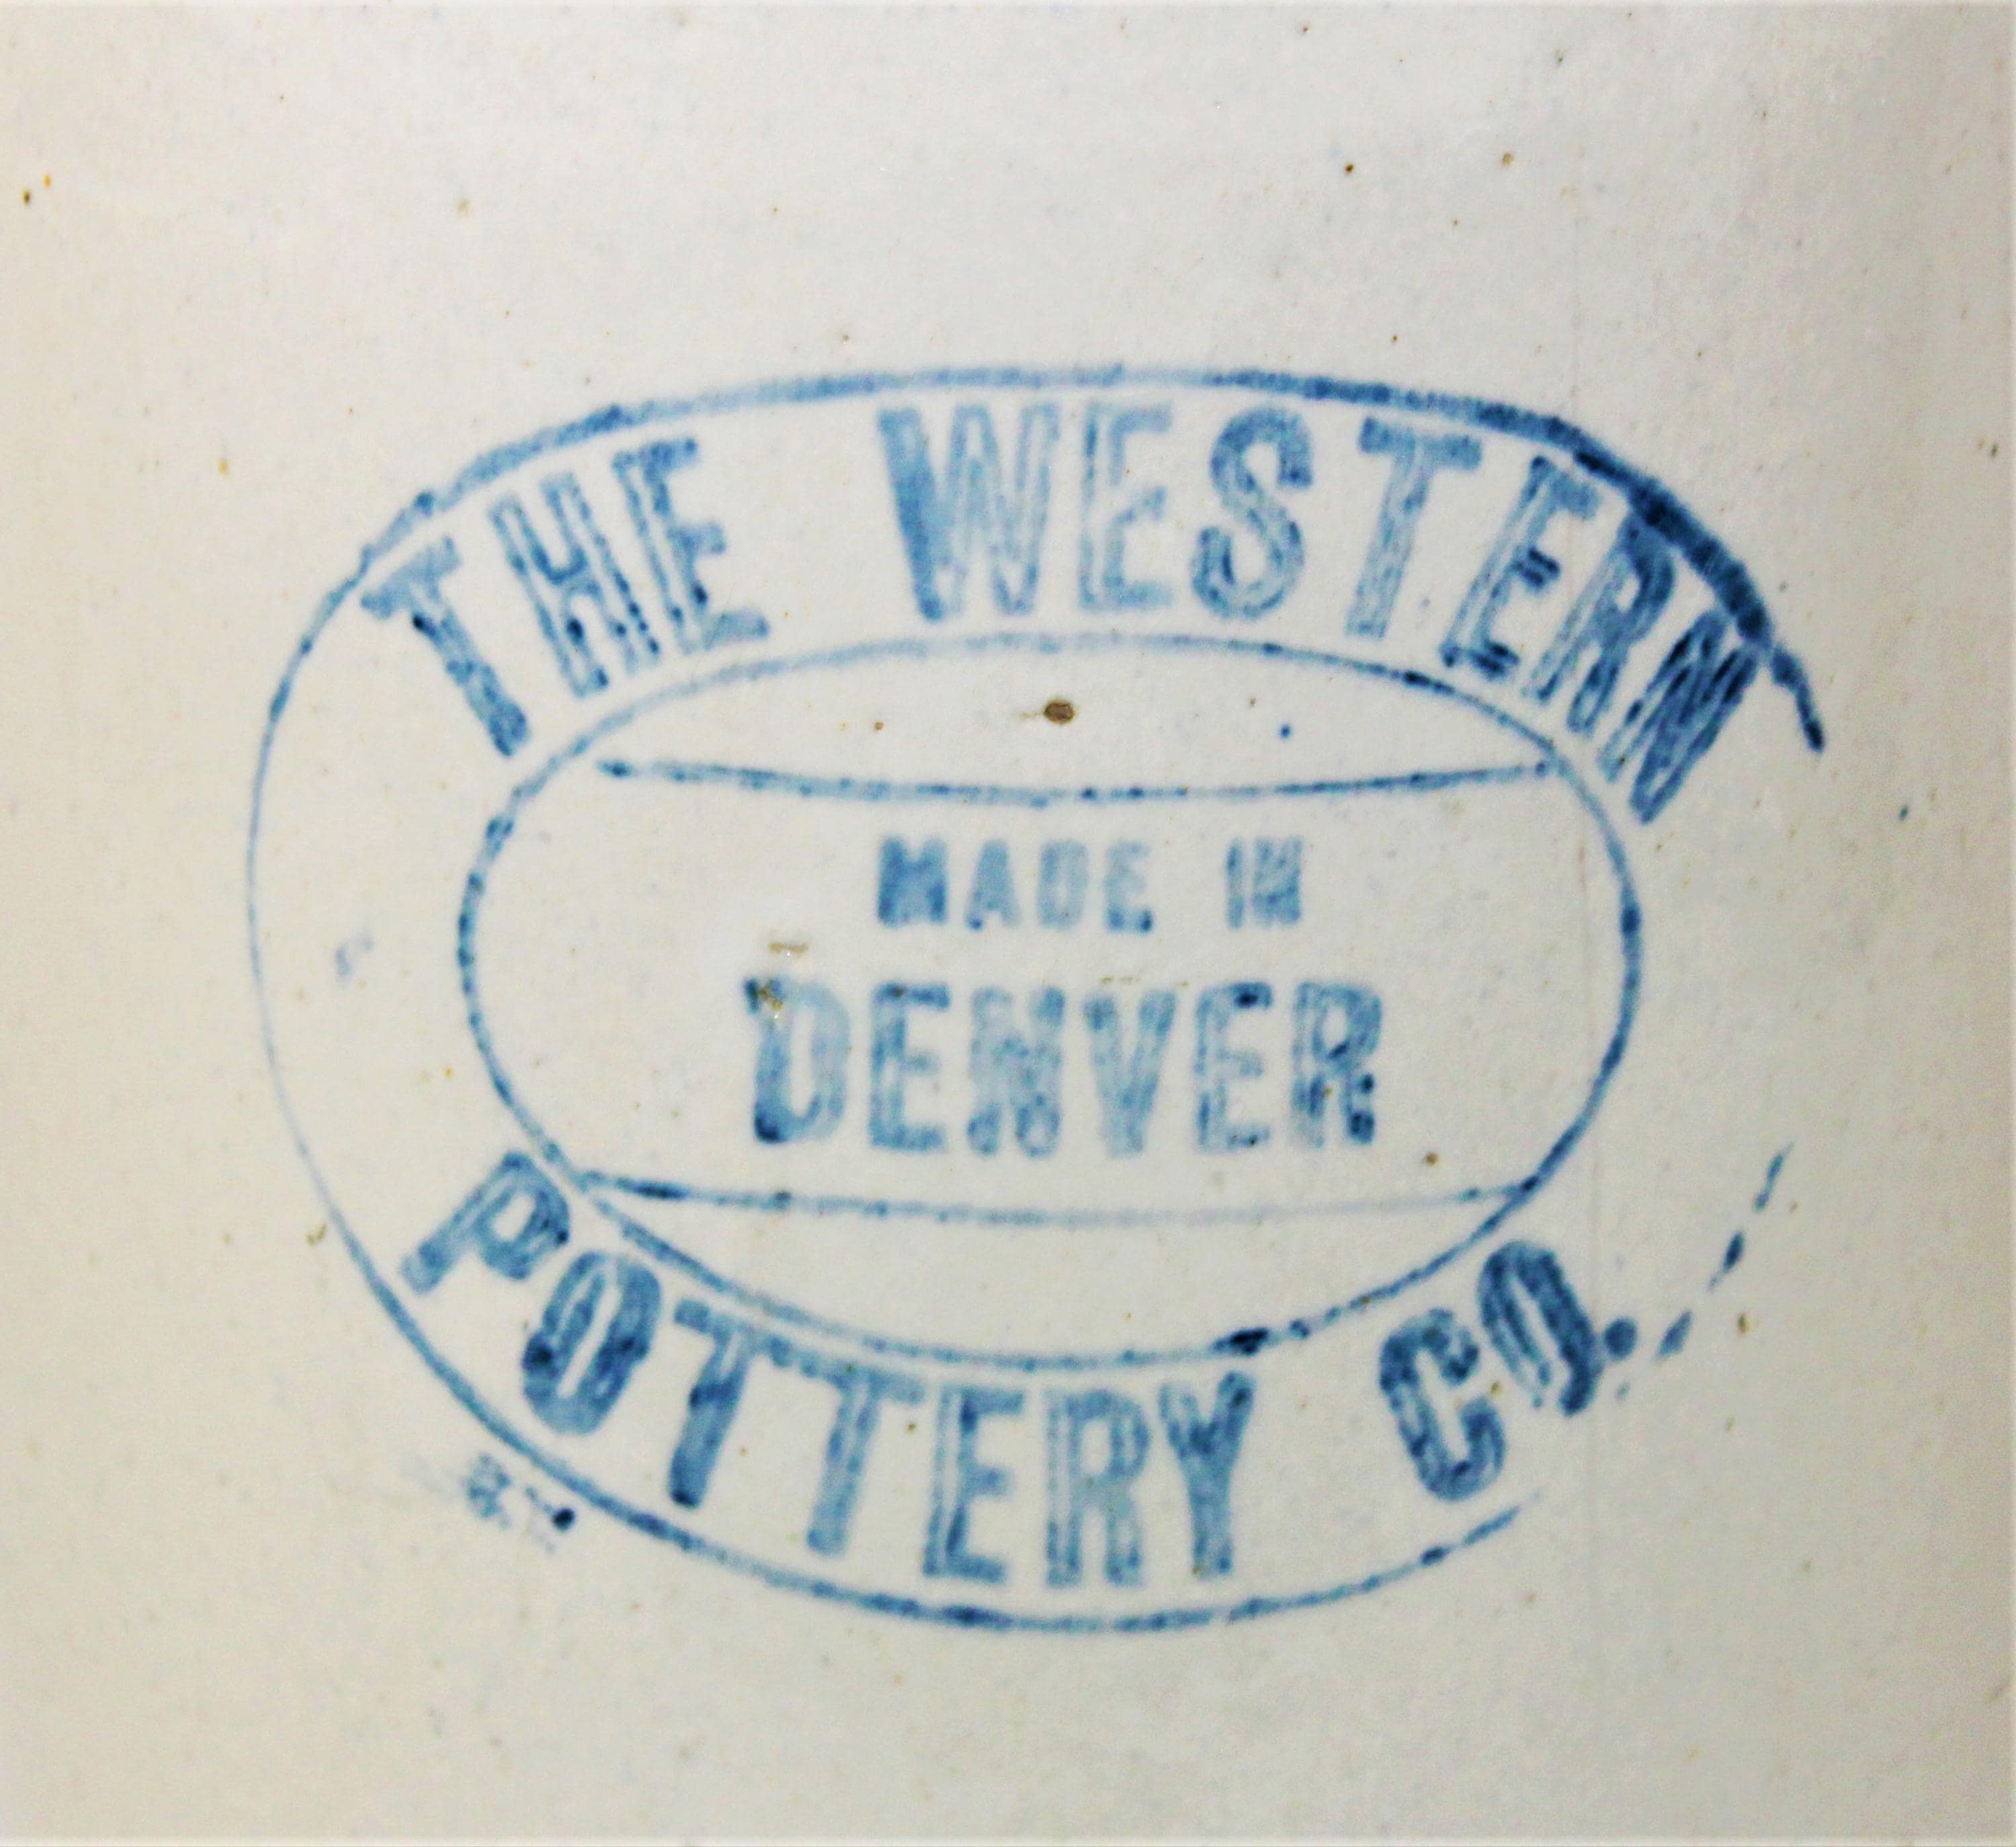 THE WESTERN
MADE IN
DENVER
POTTERY CO.